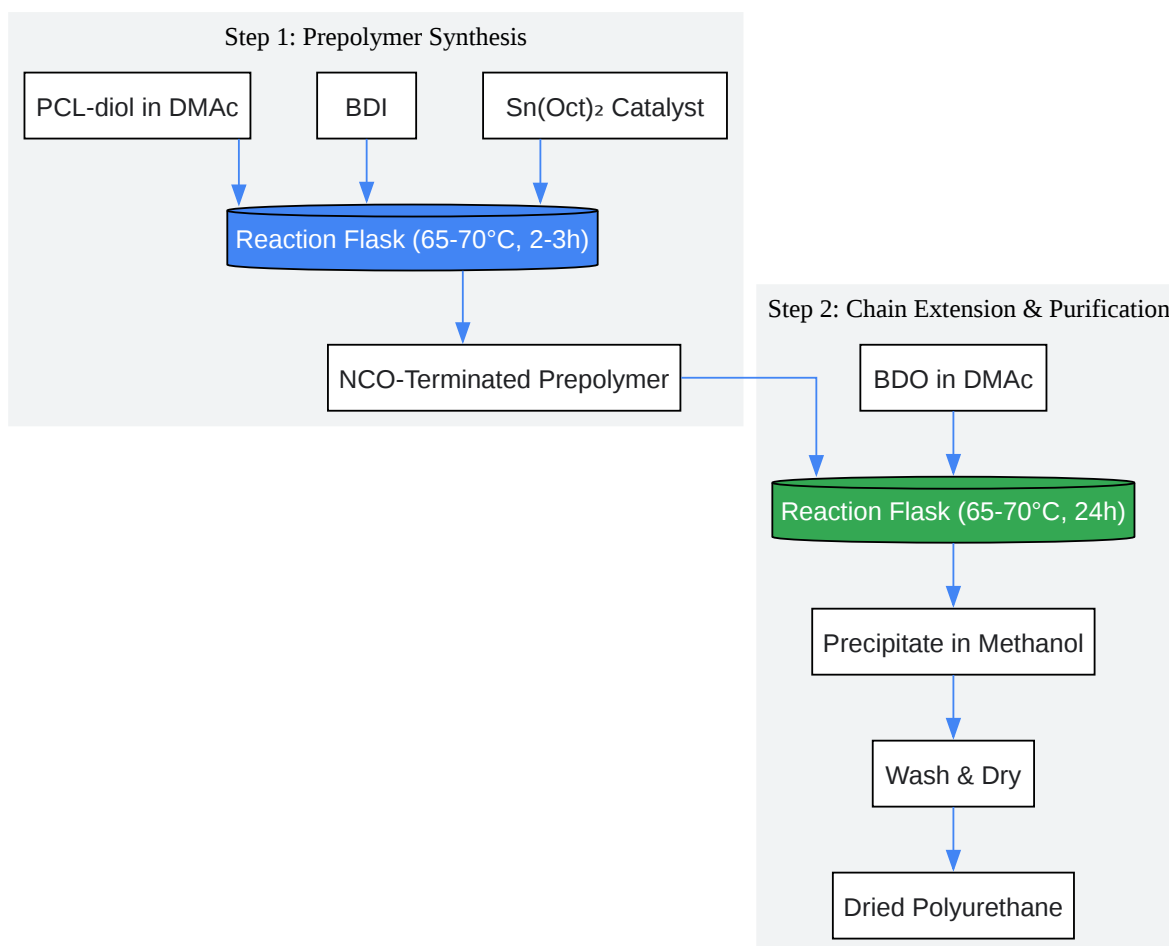 Step 1: Prepolymer Synthesis
PCL-diol in DMAc
BDI
Sn(Oct)₂ Catalyst
Reaction Flask (65-70°C, 2-3h)
NCO-Terminated Prepolymer
Step 2: Chain Extension & Purification
BDO in DMAc
Reaction Flask (65-70°C, 24h)
Precipitate in Methanol
Wash & Dry
Dried Polyurethane